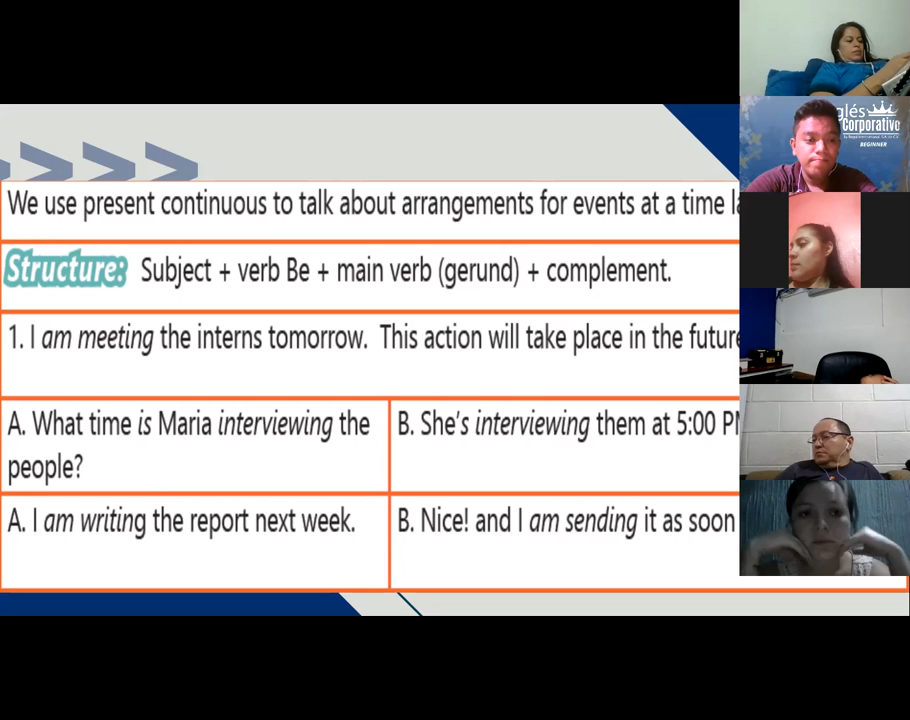 We use present continuous to talk about arrangements for events at a time
Structure: Subject + verb Be + main verb (gerund) + complement.
1. I am meeting the interns tomorrow. This action will take place in the future
A. What time is Maria interviewing the
people?
B. She's interviewing them at 5:00
A. I am writing the report next week.
B. Nice! and I am sending it as soon
glés
Corporativo
BEGINNER